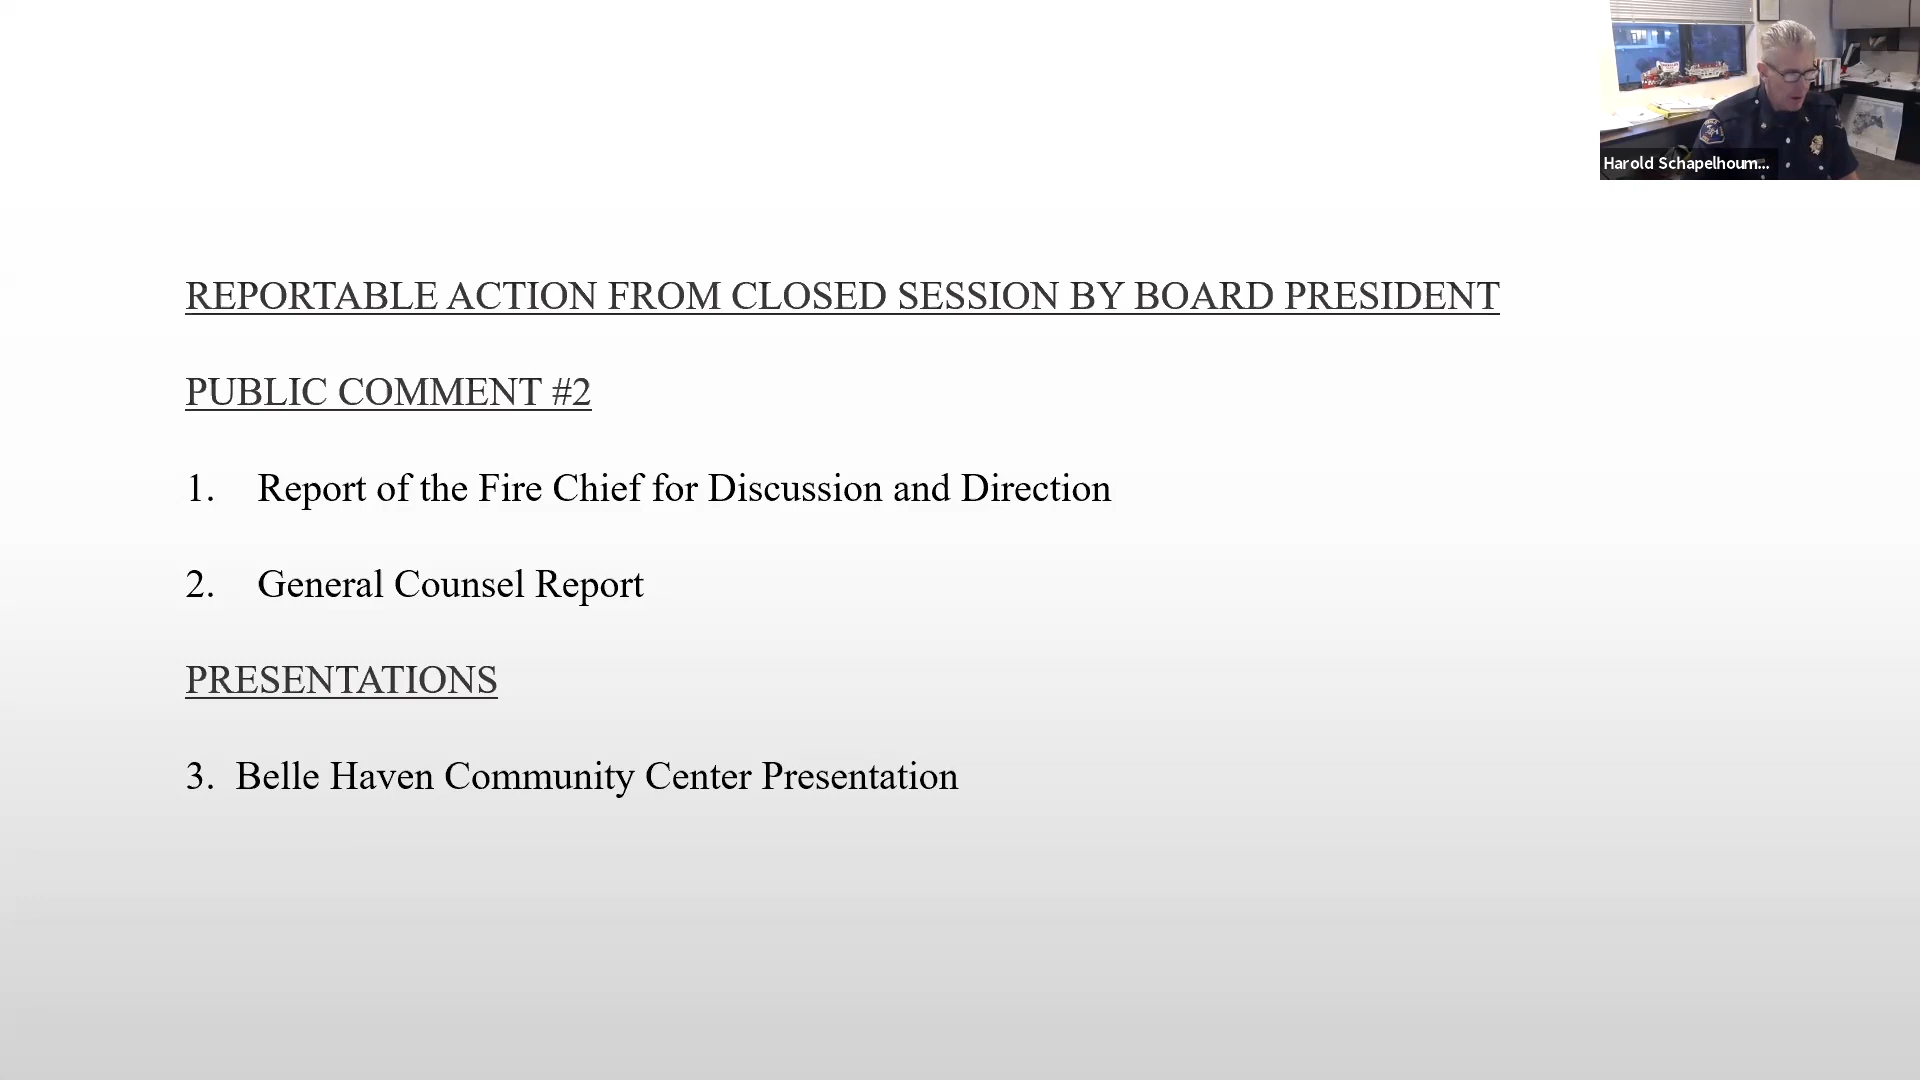 Harold Schapelhoum...
REPORTABLE ACTION FROM CLOSED SESSION BY BOARD PRESIDENT
PUBLIC COMMENT #2
1. Report of the Fire Chief for Discussion and Direction
2. General Counsel Report
PRESENTATIONS
3. Belle Haven Community Center Presentation